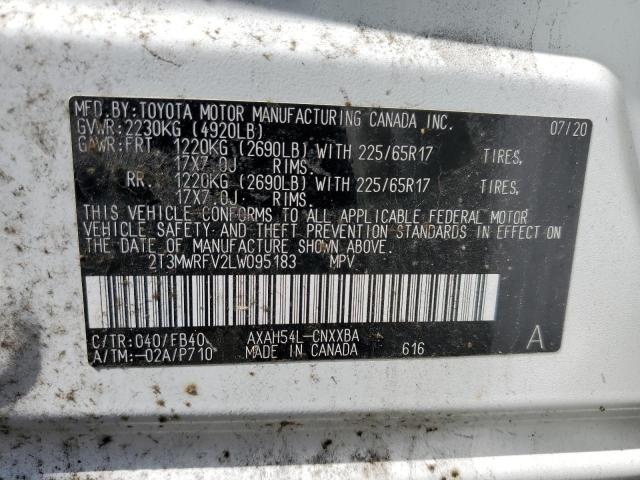 MFD.BY:TOYOTA MOTOR MANUFACTURING CANADA INC. 07/20
GVWR:2230KG (4920LB)
GAWR:FRT 1220KG (2690LB) WITH 225/65R17 TIRES,
17X7.0J RIMS.
RR. 1220KG (2690LB) WITH 225/65R17 TIRES,
17X7.0J RIMS.
THIS VEHICLE CONFORMS TO ALL APPLICABLE FEDERAL MOTOR
VEHICLE SAFETY AND THEFT PREVENTION STANDARDS IN EFFECT ON
THE DATE OF MANUFACTURE SHOWN ABOVE.
2T3MWRFV2LW095183 MPV
C/TR:040/FB40 AXAH54L-CNXXBA A
A/TM:-02A/P710 MADE IN CANADA 616